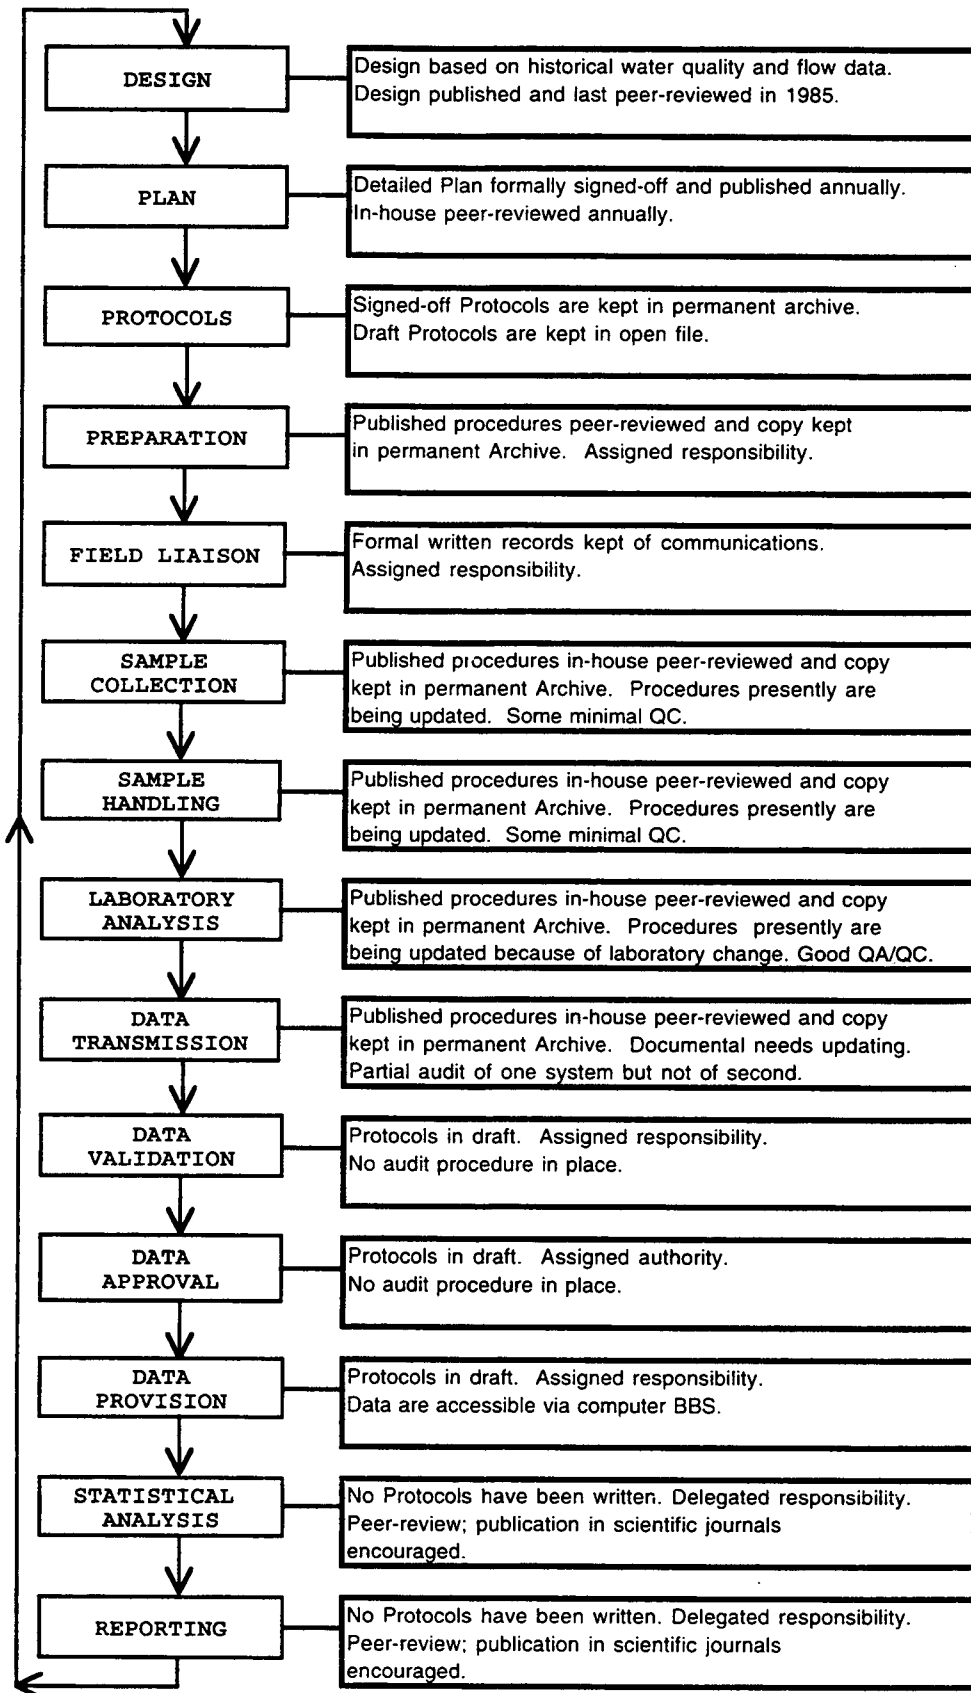 DESIGN
Design based on historical water quality and flow data.
Design published and last peer-reviewed in 1985.
PLAN
Detailed Plan formally signed-off and published annually.
In-house peer-reviewed annually.
PROTOCOLS
Signed-off Protocols are kept in permanent archive.
Draft Protocols are kept in open file.
PREPARATION
Published procedures peer-reviewed and copy kept
in permanent Archive. Assigned responsibility.
FIELD LIAISON
Formal written records kept of communications.
Assigned responsibility.
SAMPLE
COLLECTION
Published procedures in-house peer-reviewed and copy
kept in permanent Archive. Procedures presently are
being updated. Some minimal QC.
SAMPLE
HANDLING
Published procedures in-house peer-reviewed and copy
kept in permanent Archive. Procedures presently are
being updated. Some minimal QC.
LABORATORY
ANALYSIS
Published procedures in-house peer-reviewed and copy
kept in permanent Archive. Procedures presently are
being updated because of laboratory change. Good QA/QC.
DATA
TRANSMISSION
Published procedures in-house peer-reviewed and copy
kept in permanent Archive. Documental needs updating.
Partial audit of one system but not of second.
DATA
VALIDATION
Protocols in draft. Assigned responsibility.
No audit procedure in place.
DATA
APPROVAL
Protocols in draft. Assigned authority.
No audit procedure in place.
DATA
PROVISION
Protocols in draft. Assigned responsibility.
Data are accessible via computer BBS.
STATISTICAL
ANALYSIS
No Protocols have been written. Delegated responsibility.
Peer-review; publication in scientific journals
encouraged.
REPORTING
No Protocols have been written. Delegated responsibility.
Peer-review; publication in scientific journals
encouraged.